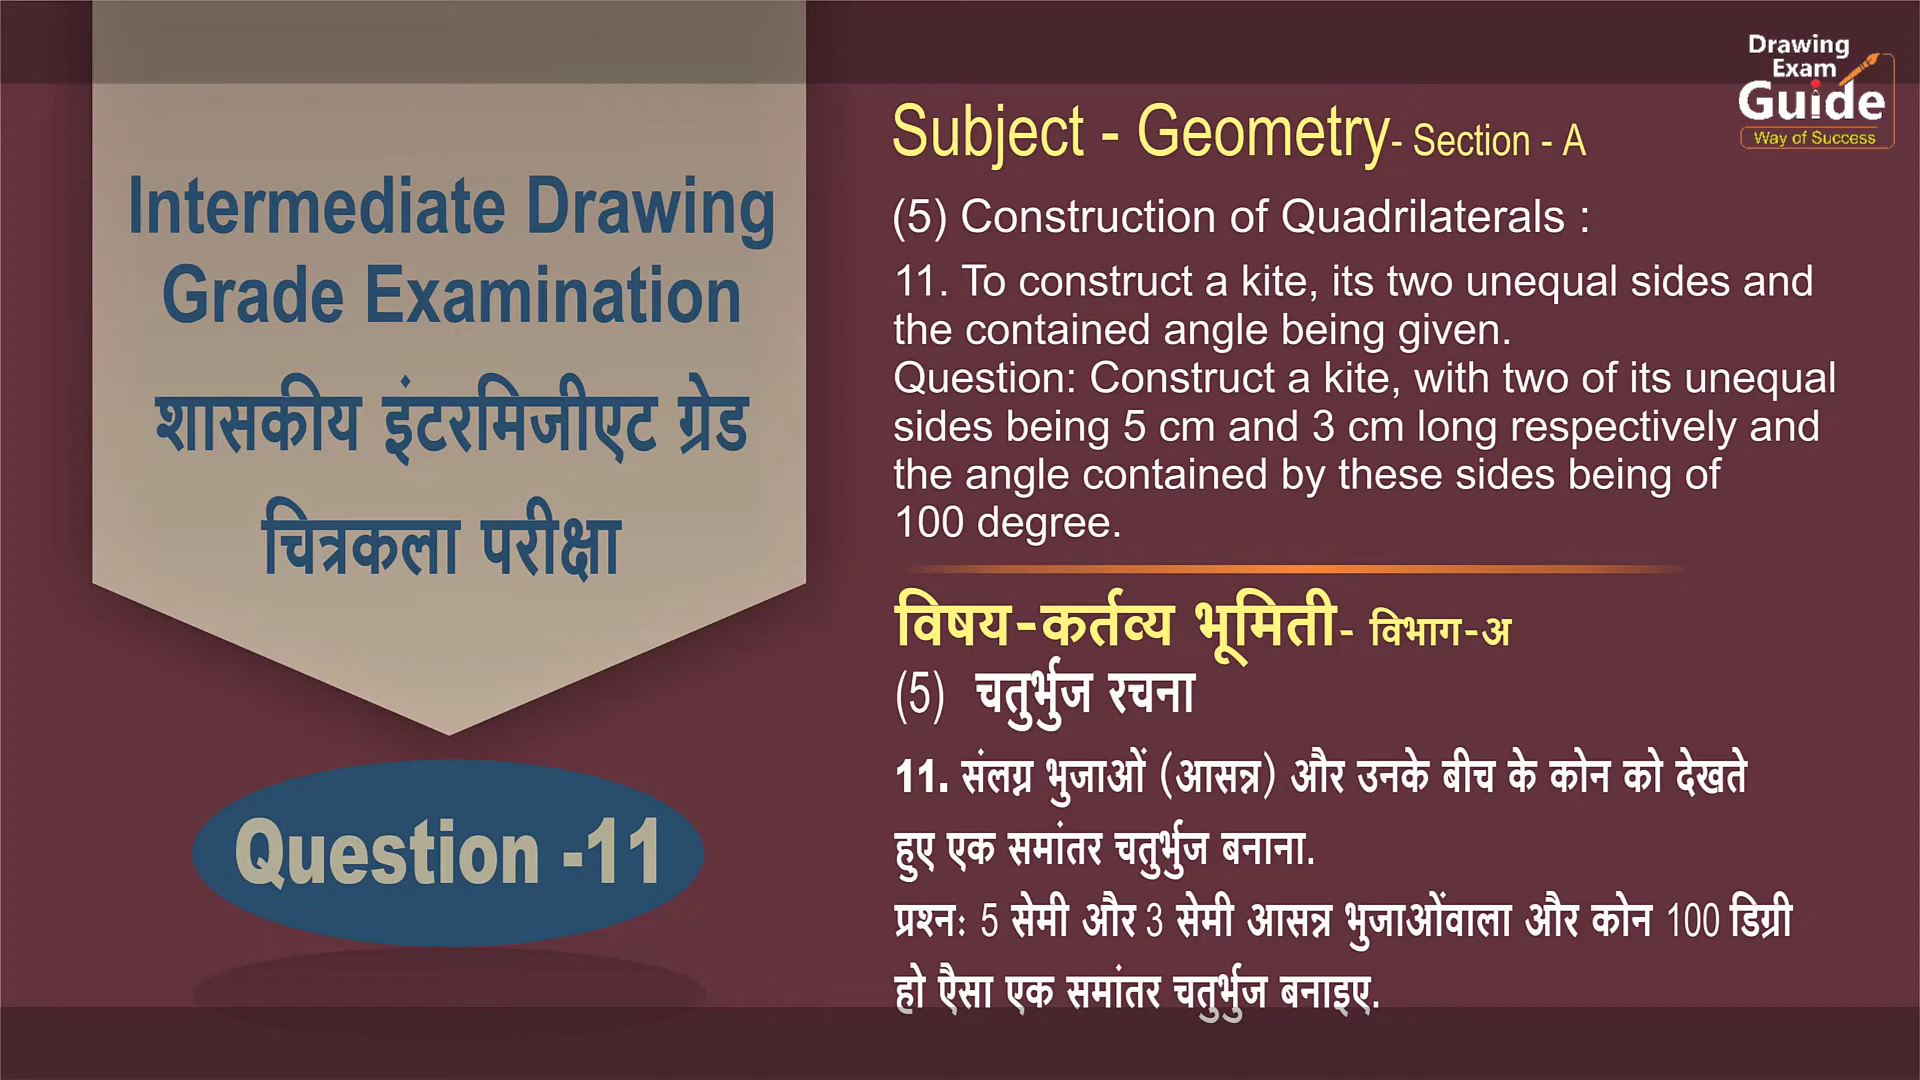 Intermediate Drawing
Grade Examination
शासकीय इंटरमिजीएट ग्रेड
चित्रकला परीक्षा
Question -11
Drawing
Exam
Guide
Way of Success
Subject - Geometry- Section - A
(5) Construction of Quadrilaterals :
11. To construct a kite, its two unequal sides and
the contained angle being given.
Question: Construct a kite, with two of its unequal
sides being 5 cm and 3 cm long respectively and
the angle contained by these sides being of
100 degree.
विषय-कर्तव्य भूमिती- विभाग-अ
(5) चतुर्भुज रचना
11. संलग्न भुजाओं (आसन्न) और उनके बीच के कोन को देखते
हुए एक समांतर चतुर्भुज बनाना.
प्रश्न: 5 सेमी और 3 सेमी आसन्न भुजाओंवाला और कोन 100 डिग्री
हो एैसा एक समांतर चतुर्भुज बनाइए.